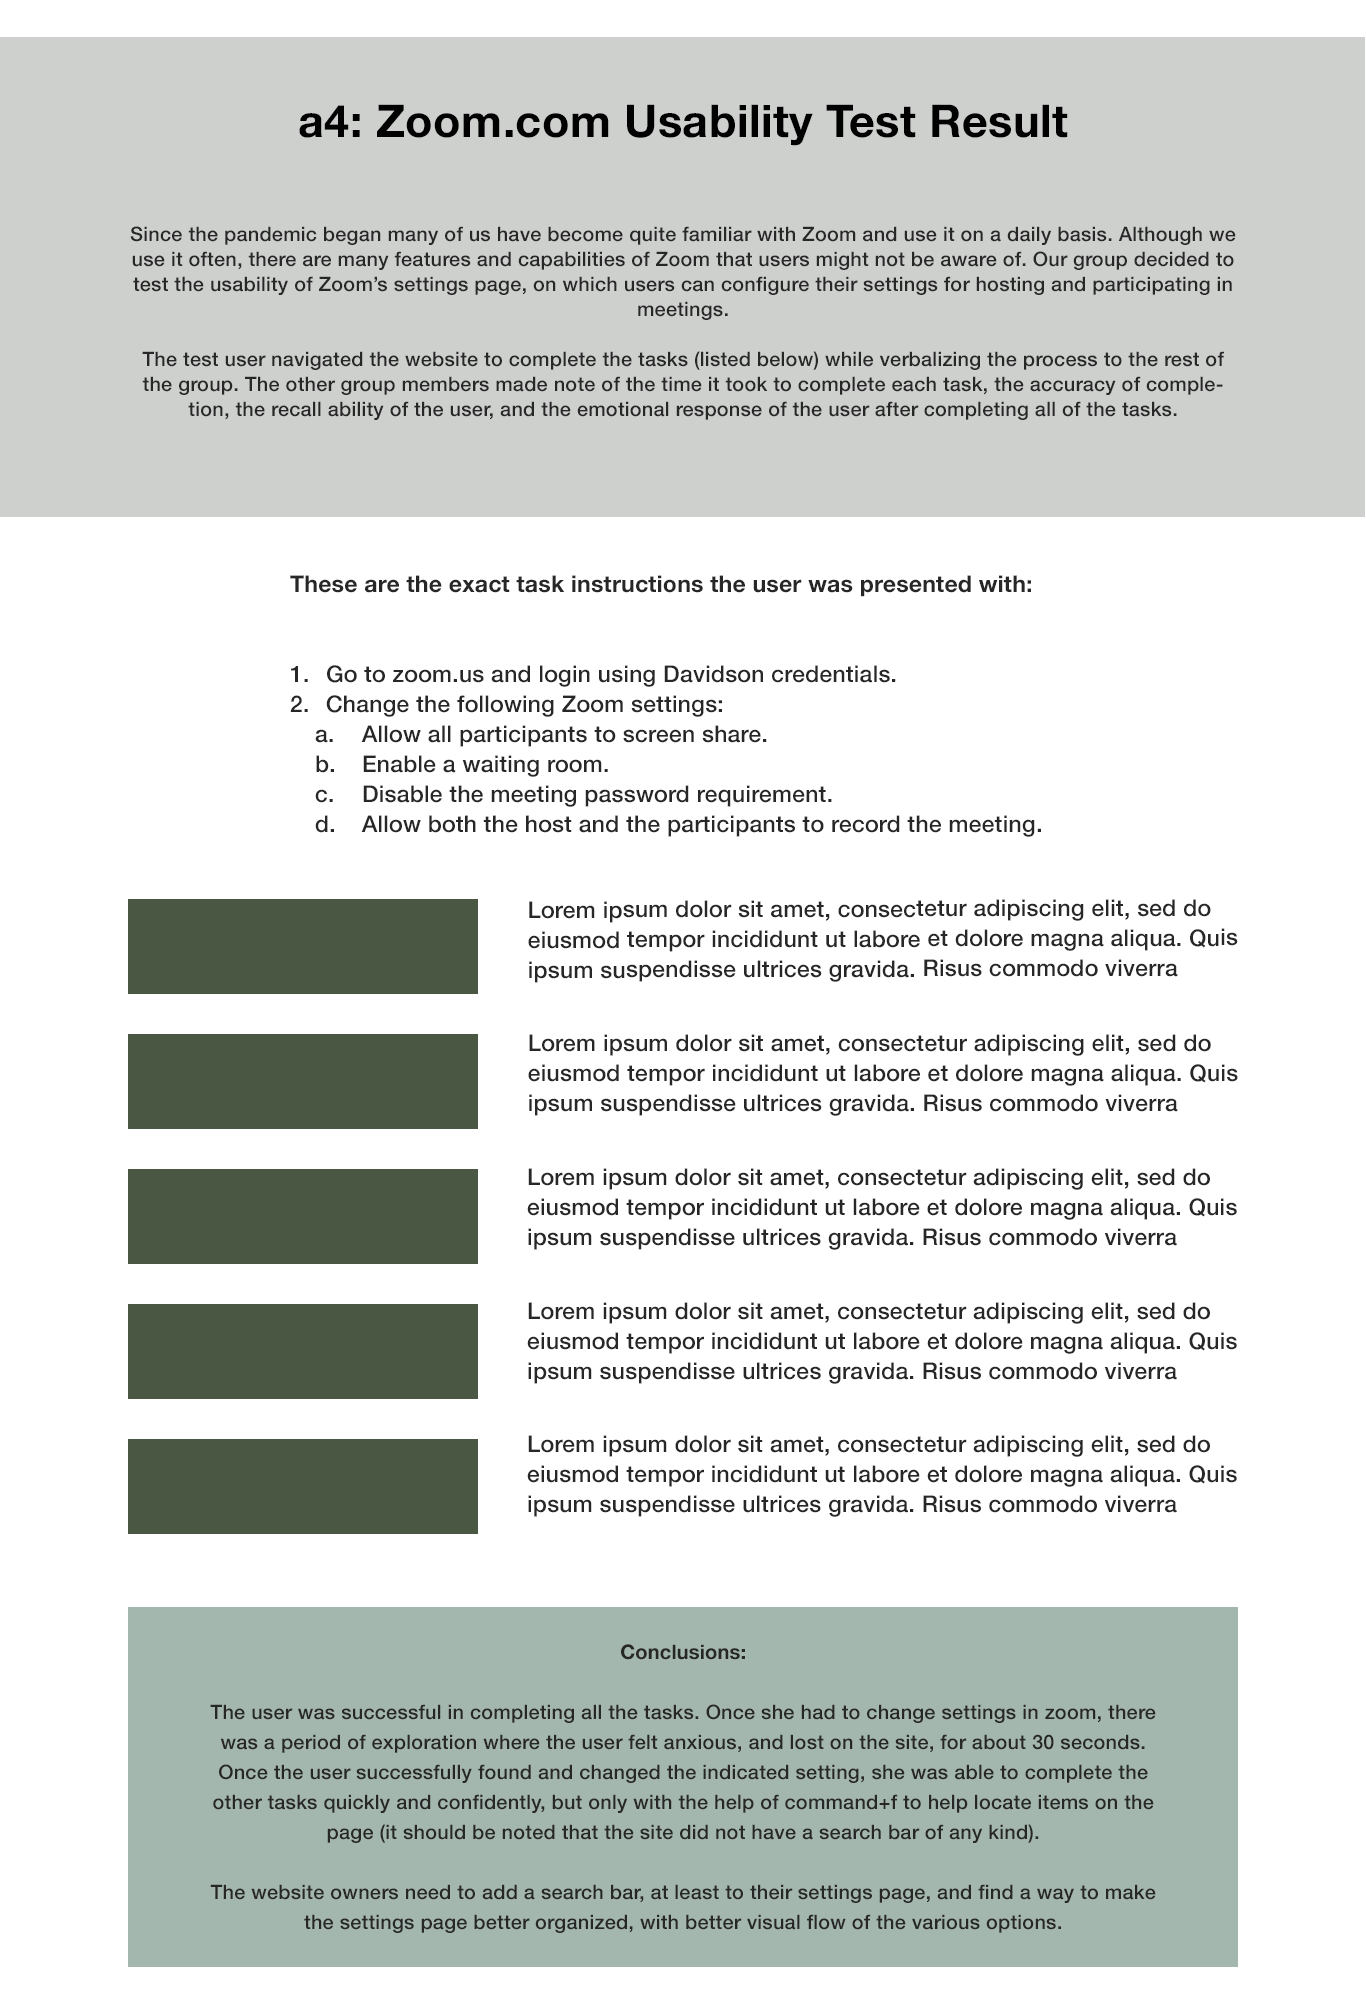 a4: Zoom.com Usability Test Result
Since the pandemic began many of us have become quite familiar with Zoom and use it on a daily basis. Although we
use it often, there are many features and capabilities of Zoom that users might not be aware of. Our group decided to
test the usability of Zoom’s settings page, on which users can configure their settings for hosting and participating in
meetings.
The test user navigated the website to complete the tasks (listed below) while verbalizing the process to the rest of
the group. The other group members made note of the time it took to complete each task, the accuracy of comple-
tion, the recall ability of the user, and the emotional response of the user after completing all of the tasks.
These are the exact task instructions the user was presented with:
1. Go to zoom.us and login using Davidson credentials.
2. Change the following Zoom settings:
a. Allow all participants to screen share.
b. Enable a waiting room.
c. Disable the meeting password requirement.
d. Allow both the host and the participants to record the meeting.
Lorem ipsum dolor sit amet, consectetur adipiscing elit, sed do
eiusmod tempor incididunt ut labore et dolore magna aliqua. Quis
ipsum suspendisse ultrices gravida. Risus commodo viverra
Lorem ipsum dolor sit amet, consectetur adipiscing elit, sed do
eiusmod tempor incididunt ut labore et dolore magna aliqua. Quis
ipsum suspendisse ultrices gravida. Risus commodo viverra
Lorem ipsum dolor sit amet, consectetur adipiscing elit, sed do
eiusmod tempor incididunt ut labore et dolore magna aliqua. Quis
ipsum suspendisse ultrices gravida. Risus commodo viverra
Lorem ipsum dolor sit amet, consectetur adipiscing elit, sed do
eiusmod tempor incididunt ut labore et dolore magna aliqua. Quis
ipsum suspendisse ultrices gravida. Risus commodo viverra
Lorem ipsum dolor sit amet, consectetur adipiscing elit, sed do
eiusmod tempor incididunt ut labore et dolore magna aliqua. Quis
ipsum suspendisse ultrices gravida. Risus commodo viverra
Conclusions:
The user was successful in completing all the tasks. Once she had to change settings in zoom, there
was a period of exploration where the user felt anxious, and lost on the site, for about 30 seconds.
Once the user successfully found and changed the indicated setting, she was able to complete the
other tasks quickly and confidently, but only with the help of command+f to help locate items on the
page (it should be noted that the site did not have a search bar of any kind).
The website owners need to add a search bar, at least to their settings page, and find a way to make
the settings page better organized, with better visual flow of the various options.